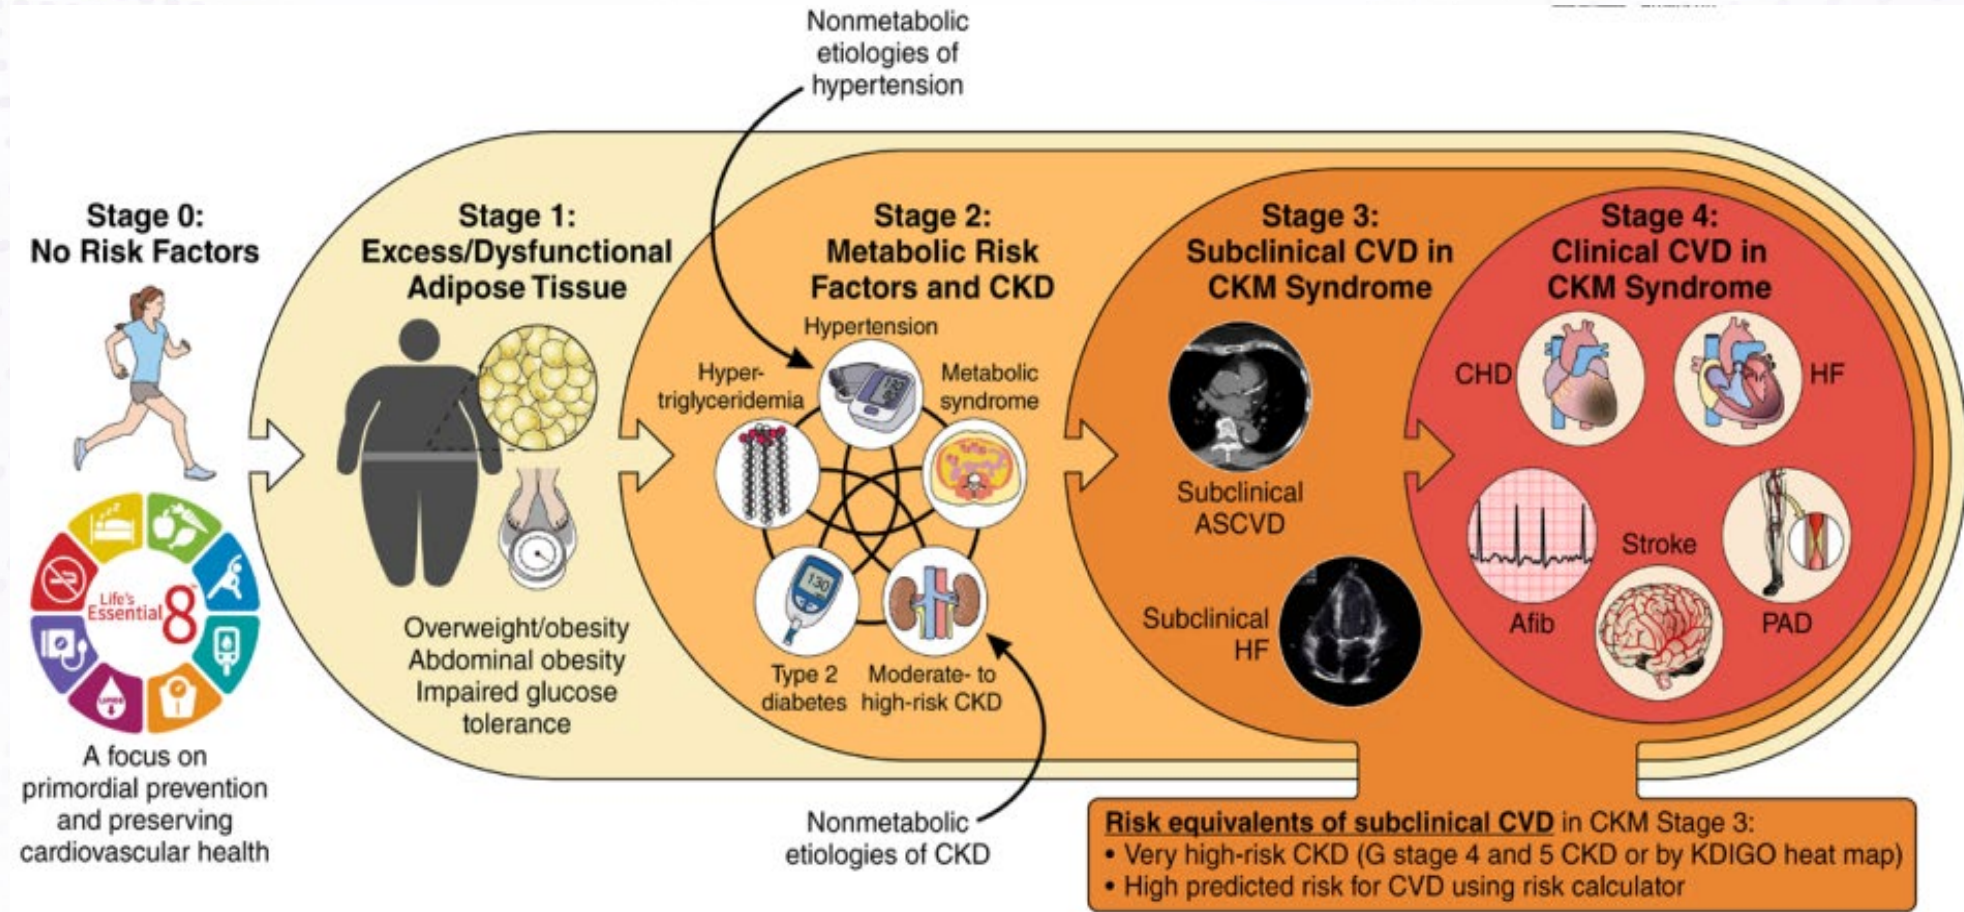 Nonmetabolic
etiologies of
hypertension
Stage 0:
No Risk Factors
Life's
Essential 8™
A focus on
primordial prevention
and preserving
cardiovascular health
Stage 1:
Excess/Dysfunctional
Adipose Tissue
Overweight/obesity
Abdominal obesity
Impaired glucose
tolerance
Stage 2:
Metabolic Risk
Factors and CKD
Hypertension
Hyper-
triglyceridemia
Metabolic
syndrome
130
Type 2
diabetes
Moderate- to
high-risk CKD
Nonmetabolic
etiologies of CKD
Stage 3:
Subclinical CVD in
CKM Syndrome
Subclinical
ASCVD
Subclinical
HF
Stage 4:
Clinical CVD in
CKM Syndrome
CHD
HF
Afib
Stroke
PAD
Risk equivalents of subclinical CVD in CKM Stage 3:
• Very high-risk CKD (G stage 4 and 5 CKD or by KDIGO heat map)
• High predicted risk for CVD using risk calculator